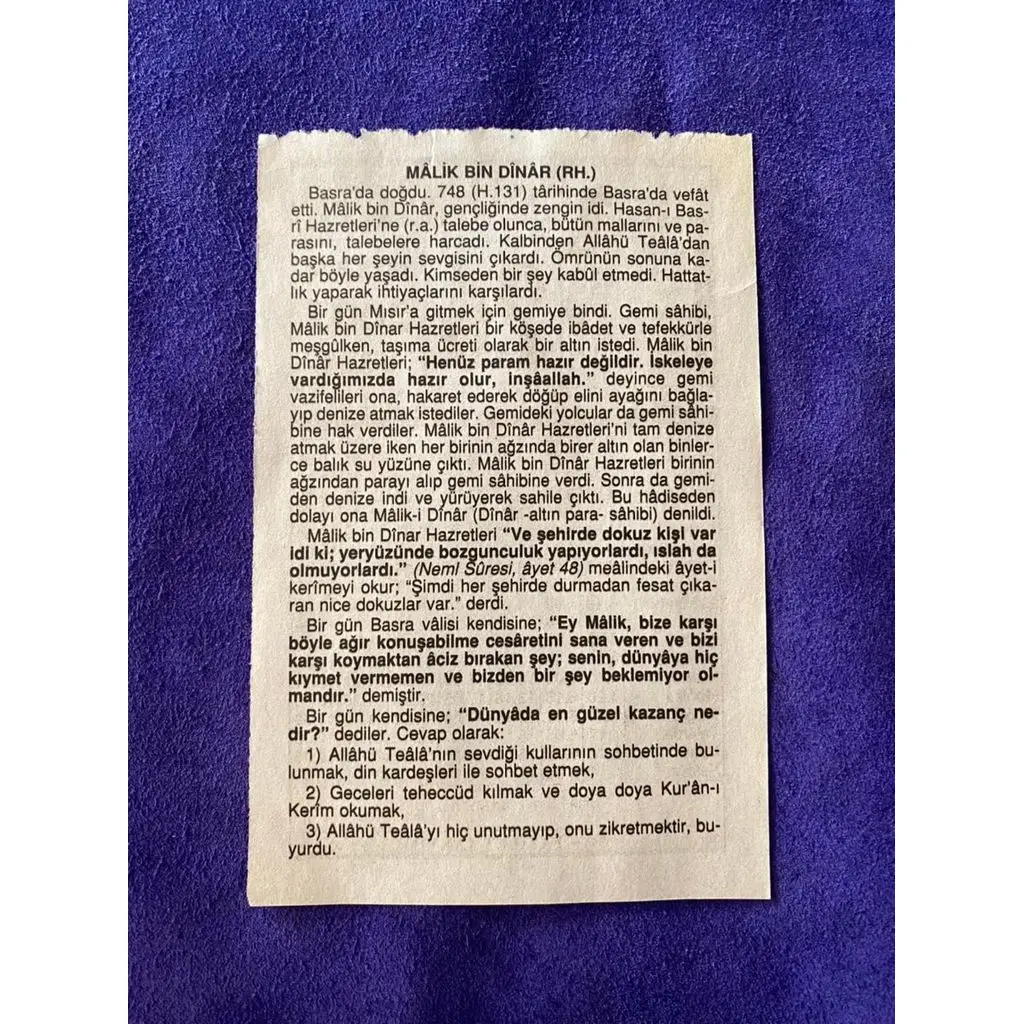 MÂLİK BİN DÎNÂR (RH.)
Basra'da doğdu. 748 (H.131) târihinde Basra'da vefât
etti. Mâlik bin Dînâr, gençliğinde zengin idi. Hasan-ı Bas-
rî Hazretleri'ne (r.a.) talebe olunca, bütün mallarını ve pa-
rasını, talebelere harcadı. Kalbinden Allâhü Teâlâ'dan
başka her şeyin sevgisini çıkardı. Ömrünün sonuna ka-
dar böyle yaşadı. Kimseden bir şey kabûl etmedi. Hattat-
lık yaparak ihtiyaçlarını karşılardı.
Bir gün Mısır'a gitmek için gemiye bindi. Gemi sâhibi,
Mâlik bin Dînar Hazretleri bir köşede ibâdet ve tefekkürle
meşgûlken, taşıma ücreti olarak bir altın istedi. Mâlik bin
Dînâr Hazretleri; “Henüz param hazır değildir. İskeleye
vardığımızda hazır olur, inşâallah.” deyince gemi
vazifelileri ona, hakaret ederek döğüp elini ayağını bağla-
yıp denize atmak istediler. Gemideki yolcular da gemi sâhi-
bine hak verdiler. Mâlik bin Dînâr Hazretleri'ni tam denize
atmak üzere iken her birinin ağzında birer altın olan binler-
ce balık su yüzüne çıktı. Mâlik bin Dînâr Hazretleri birinin
ağzından parayı alıp gemi sâhibine verdi. Sonra da gemi-
den denize indi ve yürüyerek sahile çıktı. Bu hâdiseden
dolayı ona Mâlik-i Dînâr (Dînâr -altın para- sâhibi) denildi.
Mâlik bin Dînar Hazretleri “Ve şehirde dokuz kişi var
idi ki; yeryüzünde bozgunculuk yapıyorlardı, ıslah da
olmuyorlardı.” (Neml Sûresi, âyet 48) meâlindeki âyet-i
kerîmeyi okur; “Şimdi her şehirde durmadan fesat çıka-
ran nice dokuzlar var.” derdi.
Bir gün Basra vâlisi kendisine; “Ey Mâlik, bize karşı
böyle ağır konuşabilme cesâretini sana veren ve bizi
karşı koymaktan âciz bırakan şey; senin, dünyâya hiç
kıymet vermemen ve bizden bir şey beklemiyor ol-
mandır.” demiştir.
Bir gün kendisine; “Dünyâda en güzel kazanç ne-
dir?” dediler. Cevap olarak:
1) Allâhü Teâlâ'nın sevdiği kullarının sohbetinde bu-
lunmak, din kardeşleri ile sohbet etmek,
2) Geceleri teheccüd kılmak ve doya doya Kur'ân-ı
Kerîm okumak,
3) Allâhü Teâlâ'yı hiç unutmayıp, onu zikretmektir, bu-
yurdu.